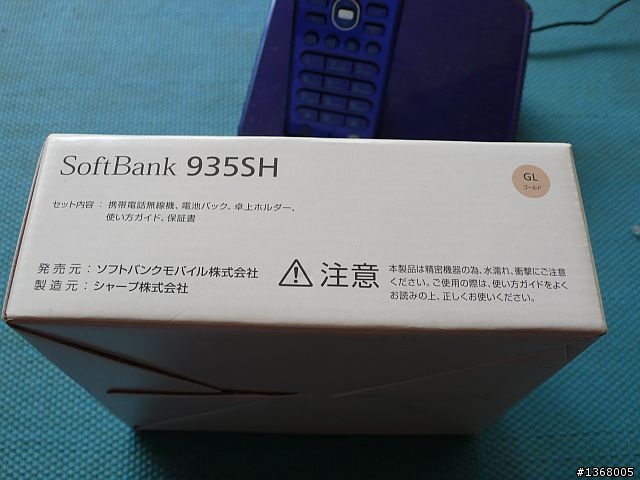 SoftBank 935SH
GL
ゴールド
セット内容 : 携帯電話無線機、電池パック、卓上ホルダー、
使い方ガイド、保証書
発売元 : ソフトバンクモバイル株式会社
製造元 : シャープ株式会社
注意
本製品は精密機器の為、水濡れ、衝撃にご注意
ください。ご使用の際は、使い方ガイドをよく
お読みの上、正しくお使いください。
#1368005